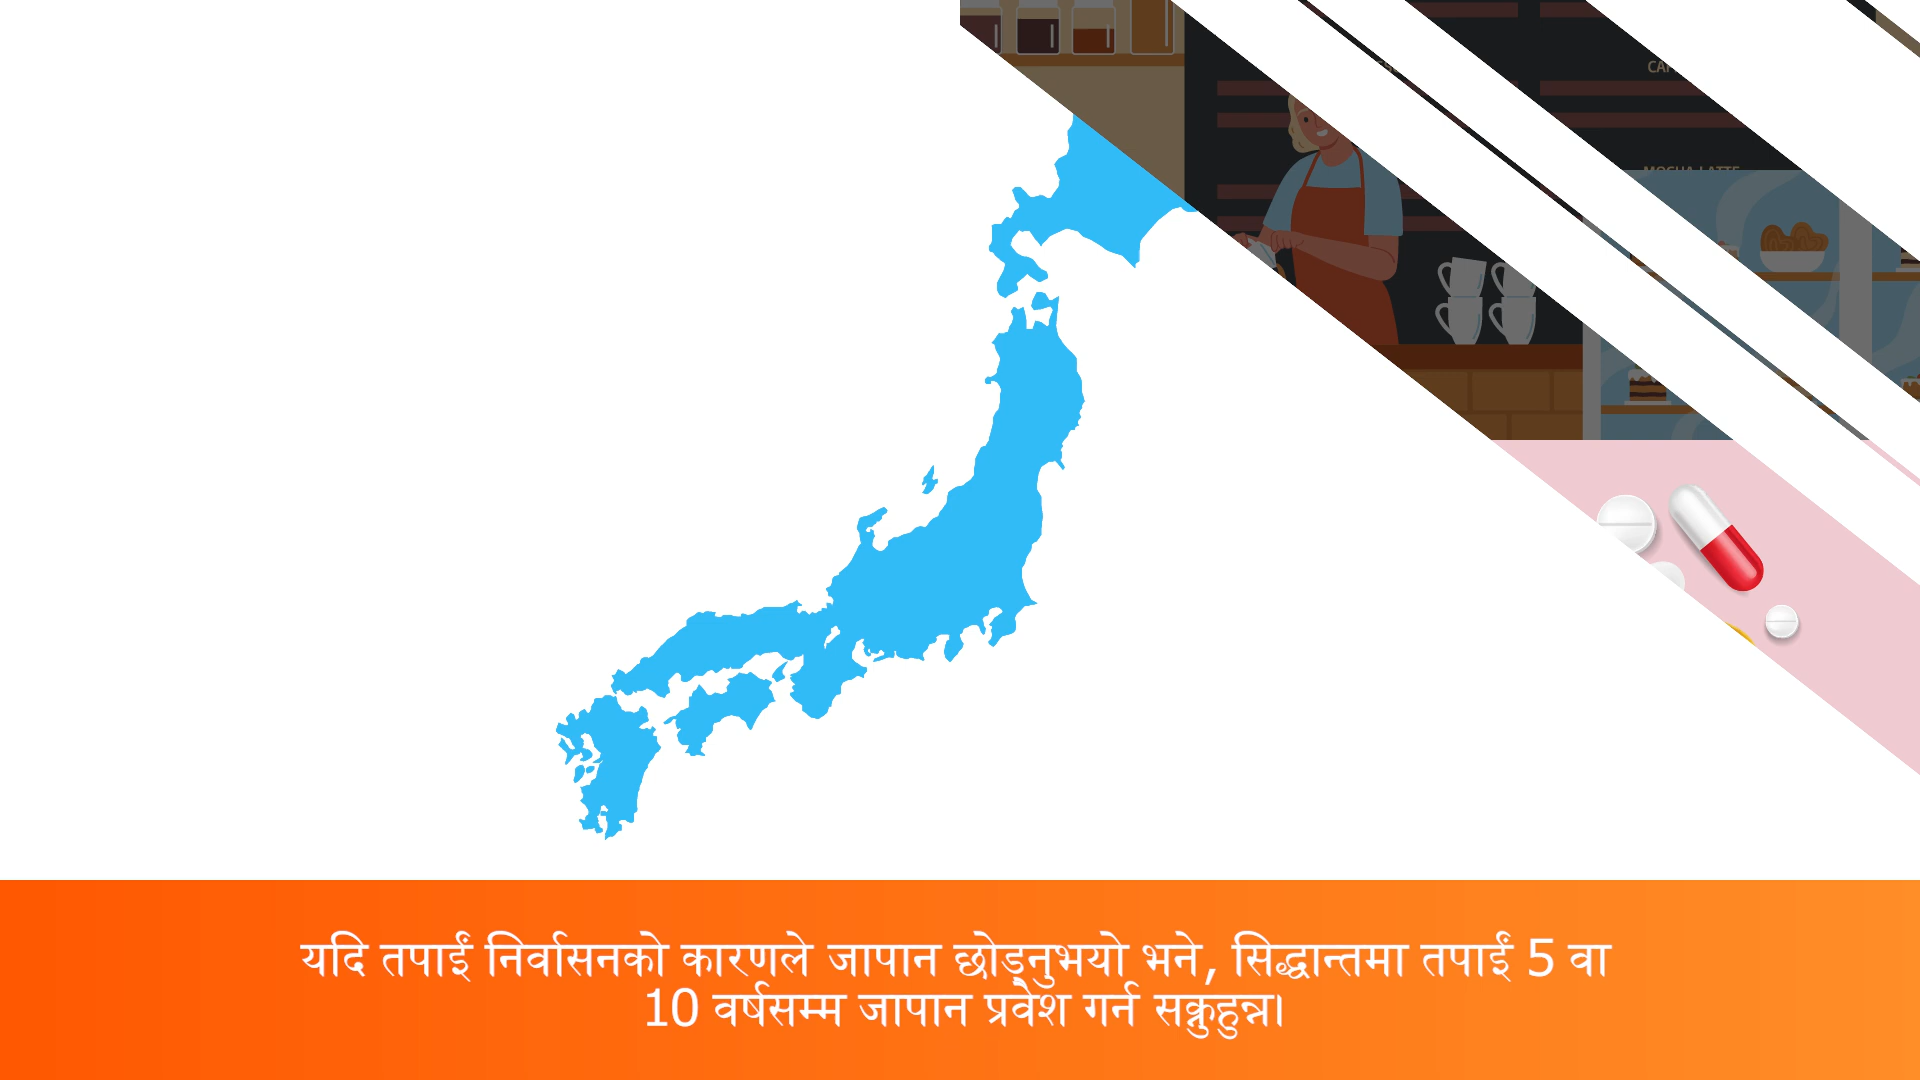 यदि तपाईं निर्वासनको कारणले जापान छोड्नुभयो भने, सिद्धान्तमा तपाईं 5 वा
10 वर्षसम्म जापान प्रवेश गर्न सक्नुहुन्न।